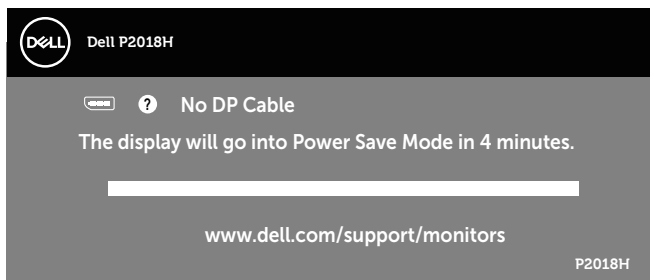 DELL
Dell P2018H
? No DP Cable
The display will go into Power Save Mode in 4 minutes.
www.dell.com/support/monitors
P2018H